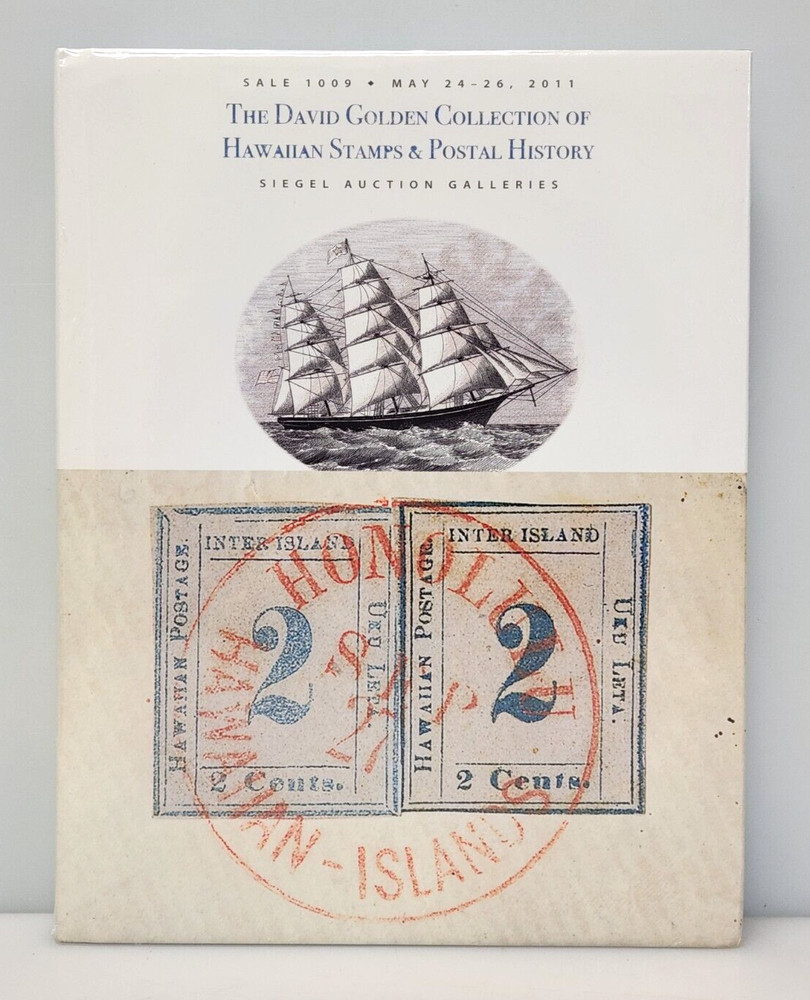 SALE 1009 ◆ MAY 24–26, 2011
THE DAVID GOLDEN COLLECTION OF
HAWAIIAN STAMPS & POSTAL HISTORY
SIEGEL AUCTION GALLERIES
HAWAIIAN POSTAGE.
INTER ISLAND
2
UKU LETA.
2 Cents.
HAWAIIAN POSTAGE.
INTER ISLAND
2
UKU LETA.
2 Cents.
HONOLULU
HAWAIIAN-ISLANDS